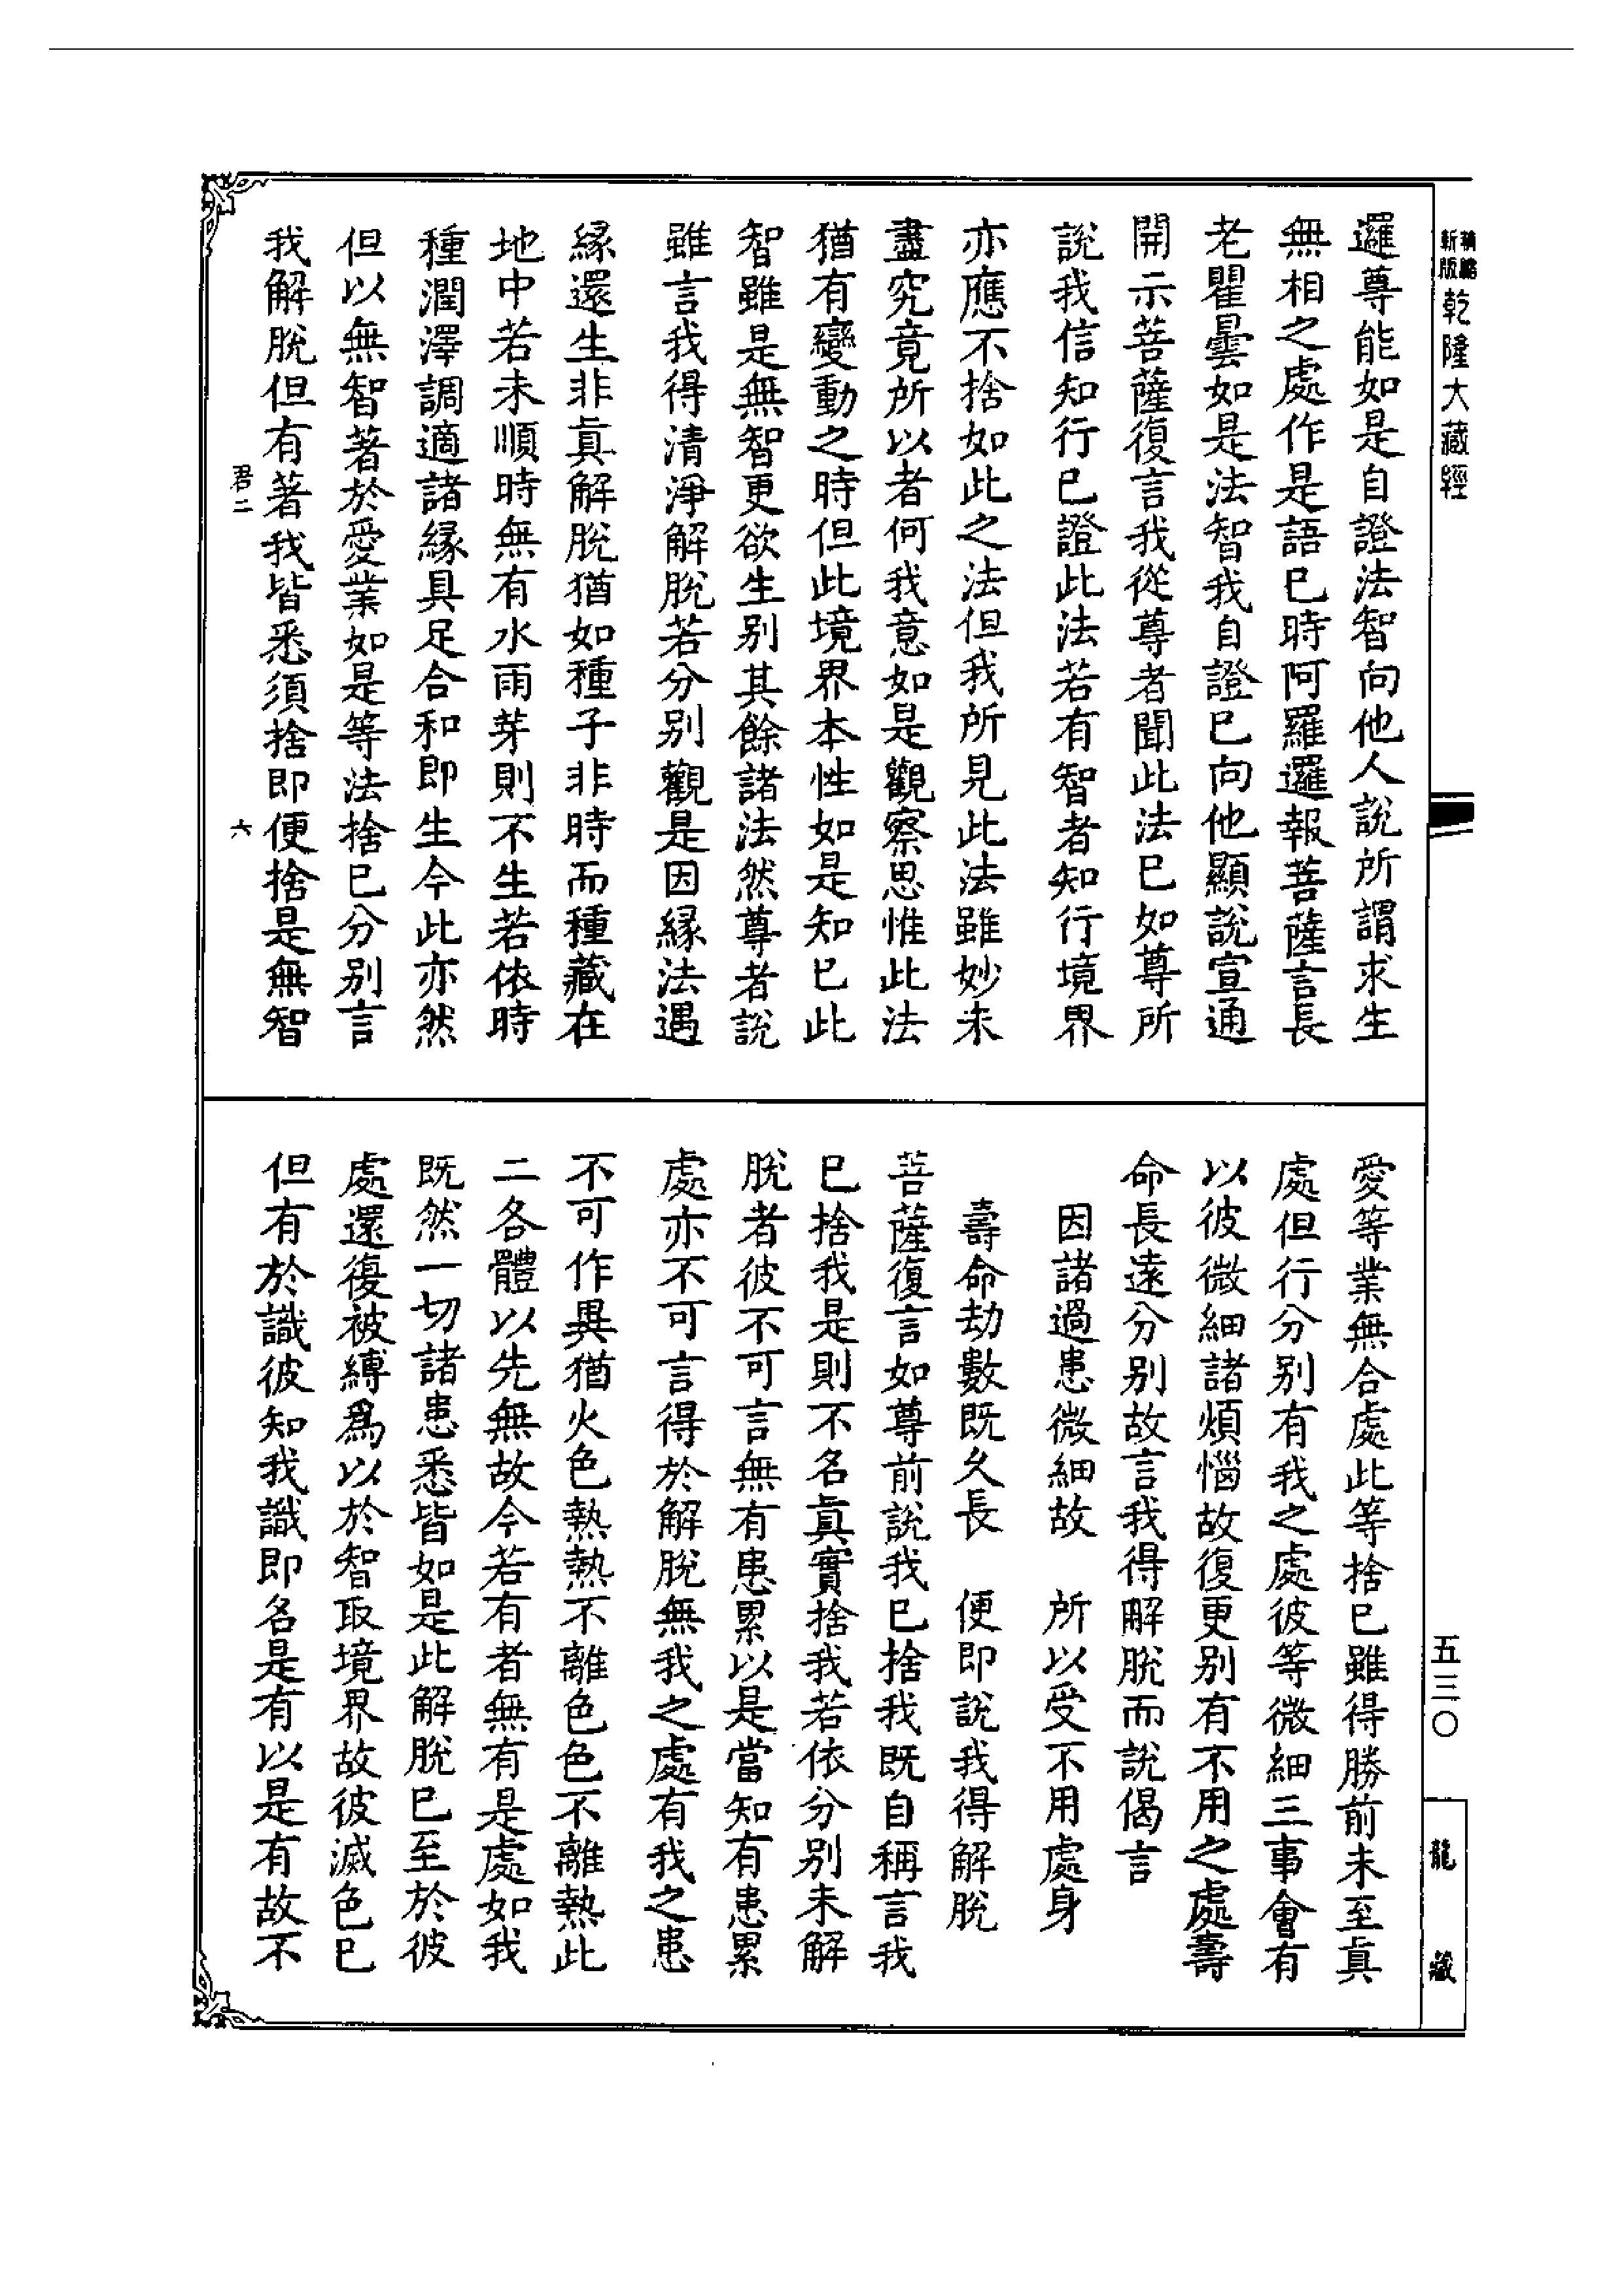 新版精縮
乾隆大藏經
邏尊能如是自證法智向他人說所謂求生
無相之處作是語已時阿羅邏報菩薩言長
老瞿曇如是法智我自證已向他顯說宣通
開示菩薩復言我從尊者聞此法已如尊所
說我信知行已證此法若有智者知行境界
亦應不捨如此之法但我所見此法雖妙未
盡究竟所以者何我意如是觀察思惟此法
猶有變動之時但此境界本性如是知已此
智雖是無智更欲生別其餘諸法然尊者說
雖言我得清淨解脫若分別觀是因緣法遇
緣還生非真解脫猶如種子非時而種藏在
地中若未順時無有水雨芽則不生若依時
種潤澤調適諸緣具足合和即生今此亦然
但以無智著於愛業如是等法捨已分別言
我解脫但有著我皆悉須捨即便捨是無智
君二
六
愛等業無合處此等捨已雖得勝前未至真
處但行分別有我之處彼等微細三事會有
以彼微細諸煩惱故復更別有不用之處壽
命長遠分別故言我得解脫而說偈言
因諸過患微細故 所以受不用處身
壽命劫數既久長 便即說我得解脫
菩薩復言如尊前說我已捨我既自稱言我
已捨我是則不名真實捨我若依分別未解
脫者彼不可言無有患累以是當知有患累
處亦不可言得於解脫無我之處有我之患
不可作異猶火色熱熱不離色色不離熱此
二各體以先無故今若有者無有是處如我
既然一切諸患悉皆如是此解脫已至於彼
處還復被縛為以於智取境界故彼滅色已
但有於識彼知我識即名是有以是有故不
五三〇
龍藏